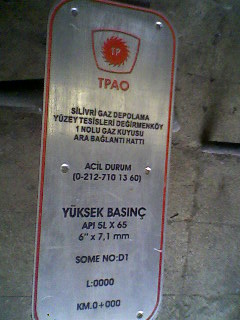 TP
TPAO
SİLİVRİ GAZ DEPOLAMA
YÜZEY TESİSLERİ DEĞİRMENKÖY
1 NOLU GAZ KUYUSU
ARA BAĞLANTI HATTI
ACİL DURUM
(0-212-710 13 60)
YÜKSEK BASINÇ
API 5L X 65
6" x 7,1 mm
SOME NO:D1
L:0000
KM.0+000